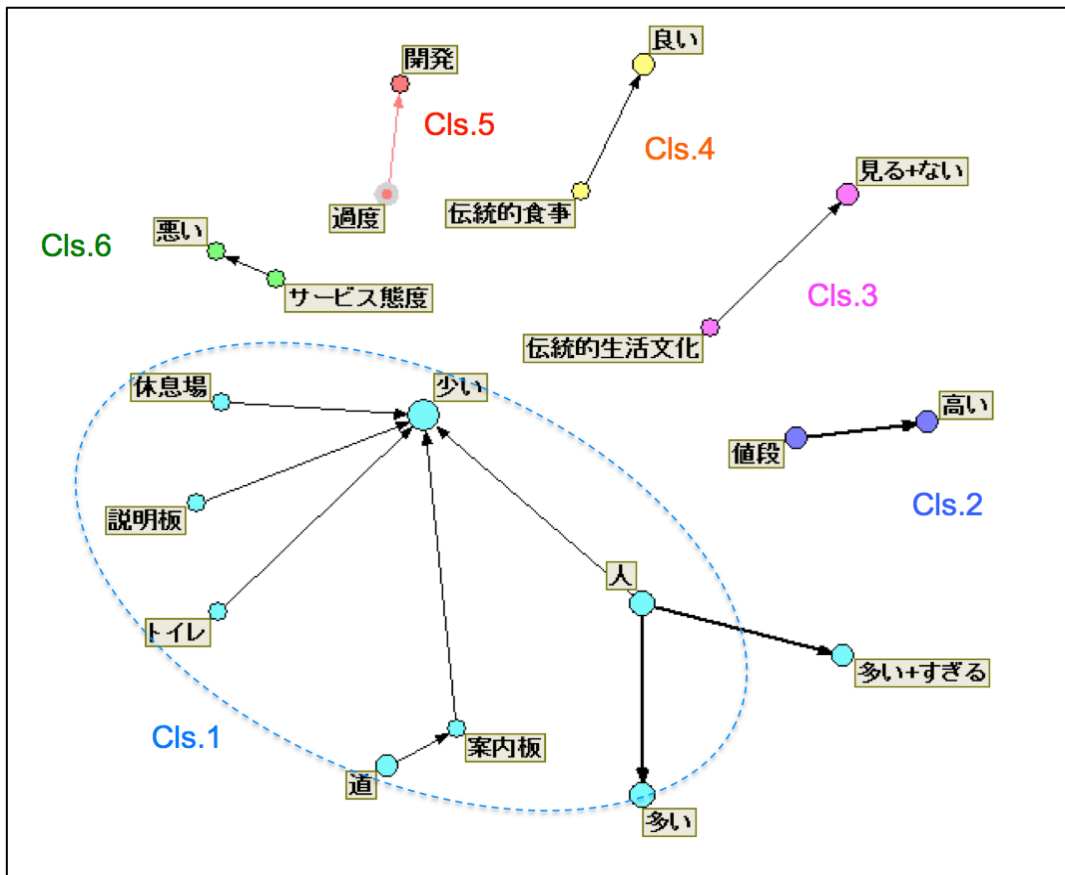 良い
開発
Cls.5
Cls.4
見る+ない
過度
伝統的食事
悪い
Cls.6
サービス態度
Cls.3
伝統的生活文化
休息場
少い
高い
値段
Cls.2
説明板
人
トイレ
多い+すぎる
Cls.1
案内板
道
多い